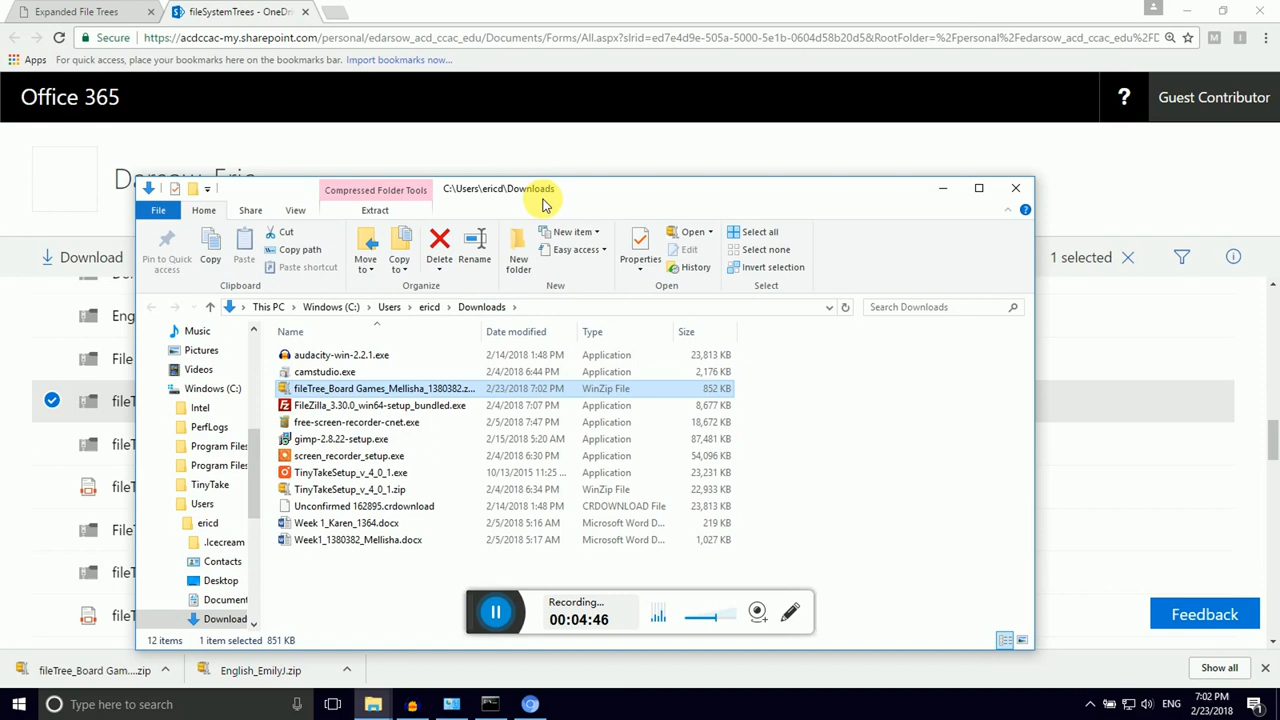 Expanded File Trees
fileSystemTrees - OneDri
Secure
https://acdccac-my.sharepoint.com/personal/edarsow_acd_ccac_edu/Documents/Forms/All.aspx?slrid=ed7e4d9e-505a-5000-5e1b-0604d58b20d5&RootFolder=%2Fpersonal%2Fedarsow_acd_ccac_edu%2FD
Apps
For quick access, place your bookmarks here on the bookmarks bar. Import bookmarks now...
Office 365
?
Guest Contributor
Compressed Folder Tools
C:\Users\ericd\Downloads
File
Home
Share
View
Extract
Pin to Quick access
Copy
Paste
Cut
Copy path
Paste shortcut
Clipboard
Move to
Copy to
Delete
Rename
Organize
New folder
New item
Easy access
New
Properties
Open
Edit
History
Open
Select all
Select none
Invert selection
Select
Download
1 selected
This PC
Windows (C:)
Users
ericd
Downloads
Search Downloads
Eng
File
fileT
fileT
fileT
File
fileT
fileT
Music
Pictures
Videos
Windows (C:)
Intel
PerfLogs
Program Files
Program Files
TinyTake
Users
ericd
.Icecream
Contacts
Desktop
Document
Download
Name
Date modified
Type
Size
audacity-win-2.2.1.exe 2/14/2018 1:48 PM Application 23,813 KB
camstudio.exe 2/4/2018 6:44 PM Application 2,176 KB
fileTree_Board Games_Mellisha_1380382.z... 2/23/2018 7:02 PM WinZip File 852 KB
FileZilla_3.30.0_win64-setup_bundled.exe 2/4/2018 7:07 PM Application 8,677 KB
free-screen-recorder-cnet.exe 2/5/2018 7:47 PM Application 18,672 KB
gimp-2.8.22-setup.exe 2/15/2018 5:20 AM Application 87,481 KB
screen_recorder_setup.exe 2/4/2018 6:30 PM Application 54,096 KB
TinyTakeSetup_v_4_0_1.exe 10/13/2015 11:25 ... Application 23,231 KB
TinyTakeSetup_v_4_0_1.zip 2/4/2018 6:34 PM WinZip File 22,933 KB
Unconfirmed 162895.crdownload 2/14/2018 1:48 PM CRDOWNLOAD File 23,813 KB
Week 1_Karen_1364.docx 2/5/2018 5:16 AM Microsoft Word D... 219 KB
Week1_1380382_Mellisha.docx 2/5/2018 5:17 AM Microsoft Word D... 1,027 KB
Recording...
00:04:46
Feedback
12 items
1 item selected 851 KB
fileTree_Board Gam....zip
English_EmilyJ.zip
Show all
Type here to search
ENG
7:02 PM
2/23/2018